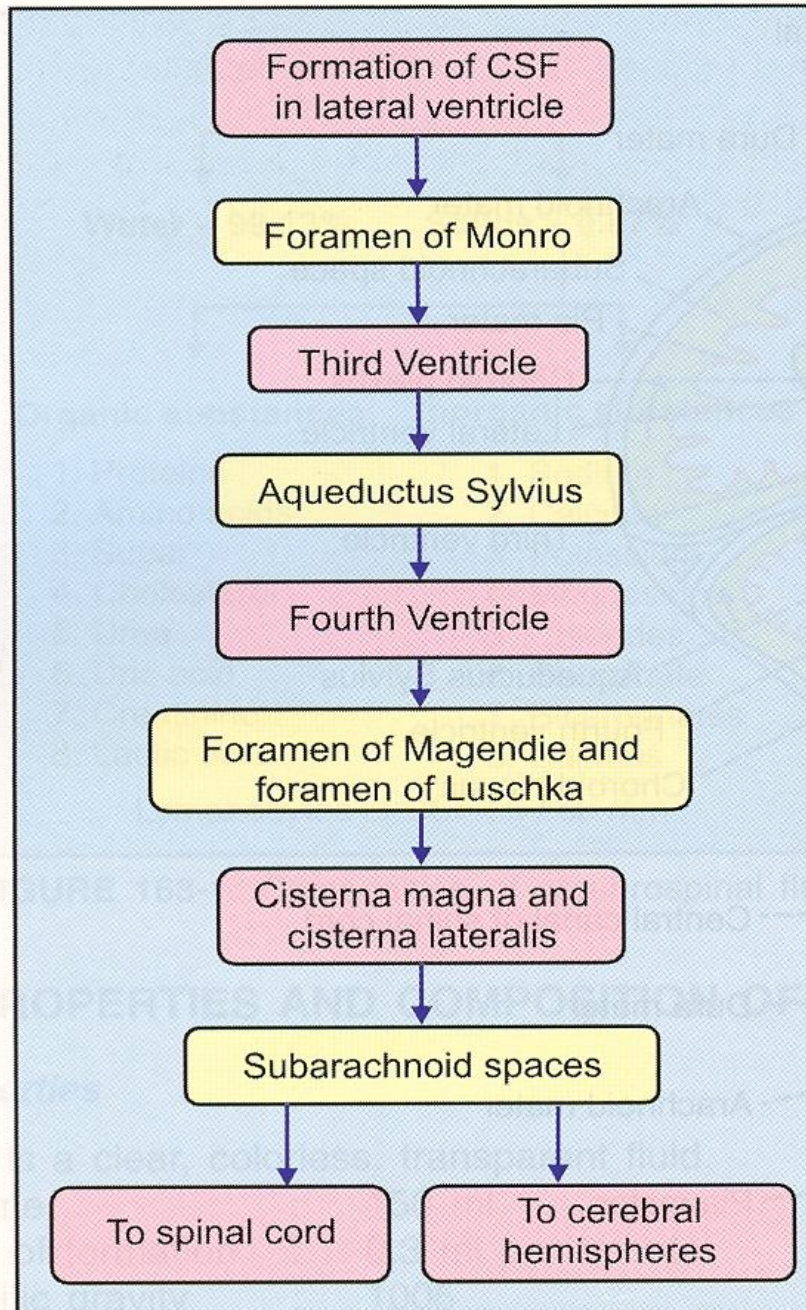 Formation of CSF
in lateral ventricle
Foramen of Monro
Third Ventricle
Aqueductus Sylvius
Fourth Ventricle
Foramen of Magendie and
foramen of Luschka
Cisterna magna and
cisterna lateralis
Subarachnoid spaces
To spinal cord
To cerebral
hemispheres